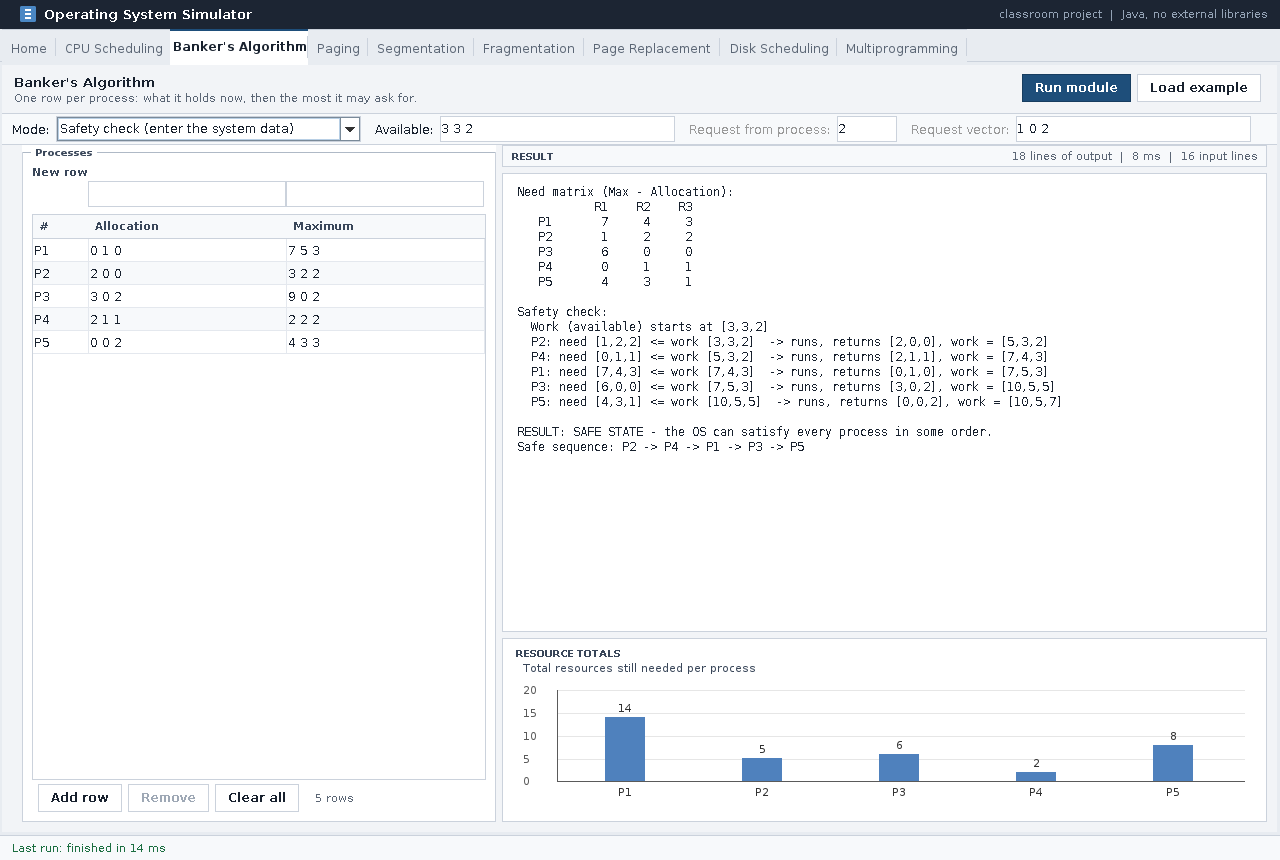 Operating System Simulator
classroom project | Java, no external libraries
Home CPU Scheduling Banker's Algorithm Paging Segmentation Fragmentation Page Replacement Disk Scheduling Multiprogramming
Banker's Algorithm
One row per process: what it holds now, then the most it may ask for.
Run module Load example
Mode: Safety check (enter the system data) Available: 3 3 2 Request from process: 2 Request vector: 1 0 2
Processes
New row
# Allocation Maximum
P1 0 1 0 7 5 3
P2 2 0 0 3 2 2
P3 3 0 2 9 0 2
P4 2 1 1 2 2 2
P5 0 0 2 4 3 3
Add row Remove Clear all 5 rows
RESULT 18 lines of output | 8 ms | 16 input lines
Need matrix (Max - Allocation):
R1 R2 R3
P1 7 4 3
P2 1 2 2
P3 6 0 0
P4 0 1 1
P5 4 3 1
Safety check:
Work (available) starts at [3,3,2]
P2: need [1,2,2] <= work [3,3,2] -> runs, returns [2,0,0], work = [5,3,2]
P4: need [0,1,1] <= work [5,3,2] -> runs, returns [2,1,1], work = [7,4,3]
P1: need [7,4,3] <= work [7,4,3] -> runs, returns [0,1,0], work = [7,5,3]
P3: need [6,0,0] <= work [7,5,3] -> runs, returns [3,0,2], work = [10,5,5]
P5: need [4,3,1] <= work [10,5,5] -> runs, returns [0,0,2], work = [10,5,7]
RESULT: SAFE STATE - the OS can satisfy every process in some order.
Safe sequence: P2 -> P4 -> P1 -> P3 -> P5
RESOURCE TOTALS
Total resources still needed per process
20
15
10
5
0
14 5 6 2 8
P1 P2 P3 P4 P5
Last run: finished in 14 ms